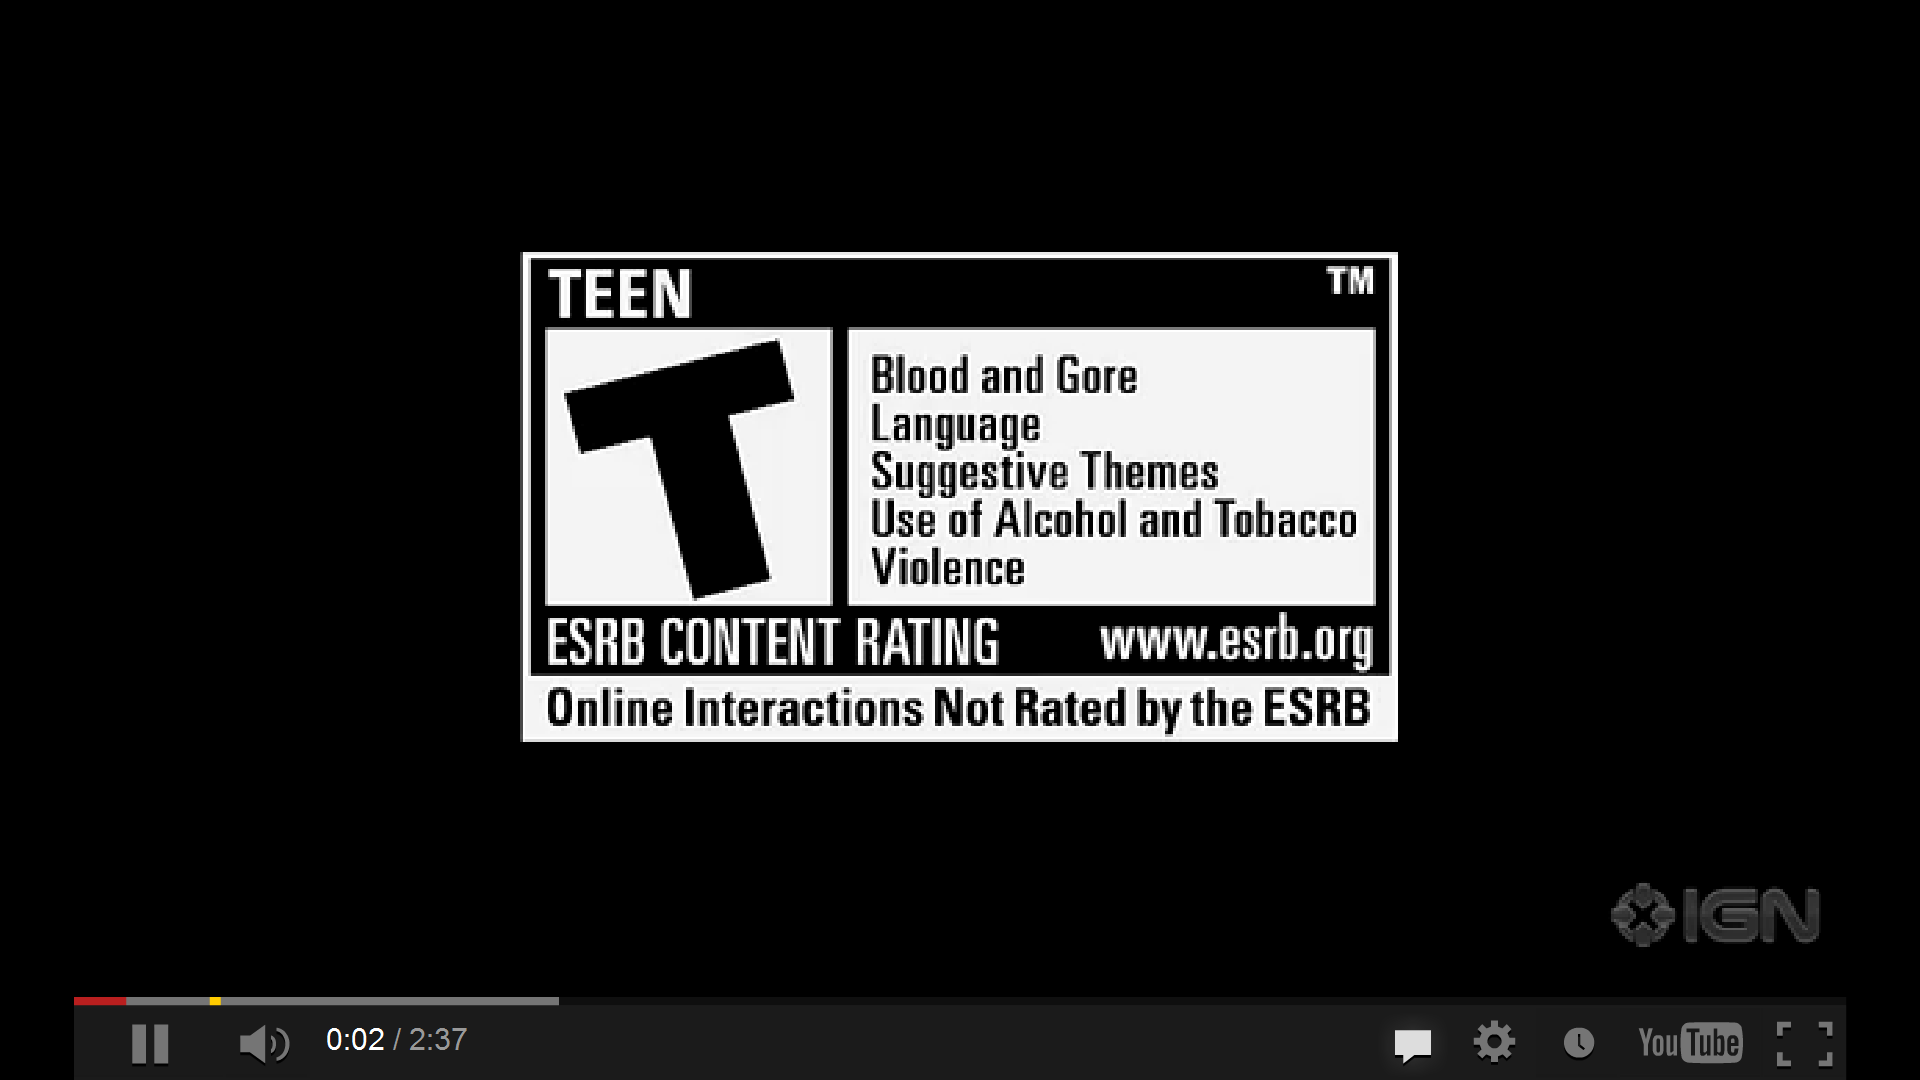 TEEN
TM
T
Blood and Gore
Language
Suggestive Themes
Use of Alcohol and Tobacco
Violence
ESRB CONTENT RATING www.esrb.org
Online Interactions Not Rated by the ESRB
IGN
0:02 / 2:37
YouTube